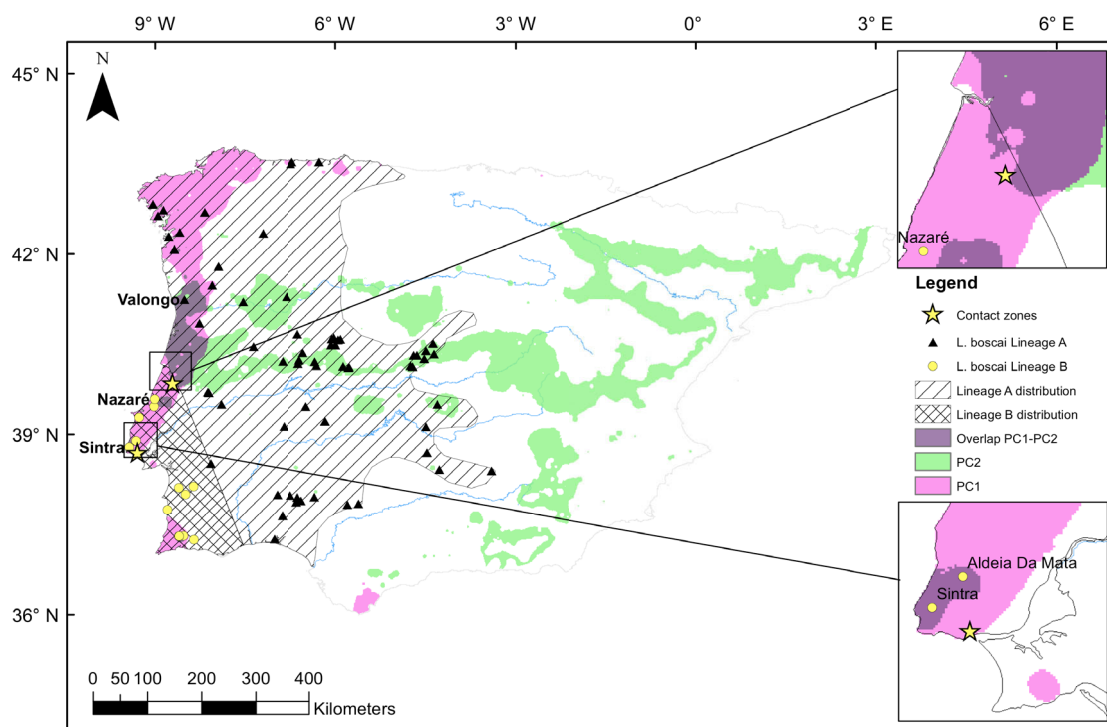 9° W 6° W 3° W 0° 3° E 6° E
45° N
42° N
39° N
36° N
N
Valongo
Nazaré
Sintra
0 50 100 200 300 400
Kilometers
Nazaré
Legend
Contact zones
L. boscai Lineage A
L. boscai Lineage B
Lineage A distribution
Lineage B distribution
Overlap PC1-PC2
PC2
PC1
Aldeia Da Mata
Sintra